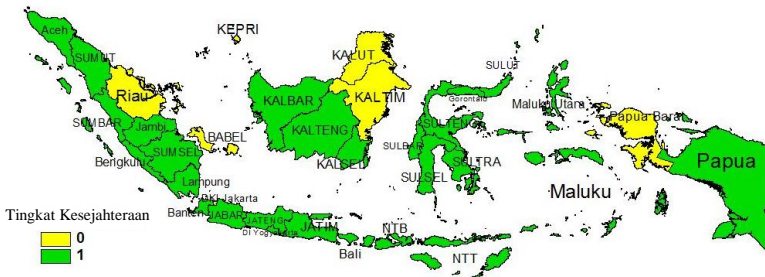 Aceh
SUMUT
KEPRI
Riau
SUMBAR
Jambi
BABEL
SUMSEL
Bengkulu
Lampung
DKI Jakarta
Banten
JABAR
JATENG
DI Yogyakarta
JATIM
Bali
NTB
NTT
KALBAR
KALTENG
KALSEL
KALTIM
KALUT
SULUT
Gorontalo
SULTENG
SULBAR
SULTRA
SULSEL
Maluku Utara
Maluku
Papua Barat
Papua
Tingkat Kesejahteraan
0
1